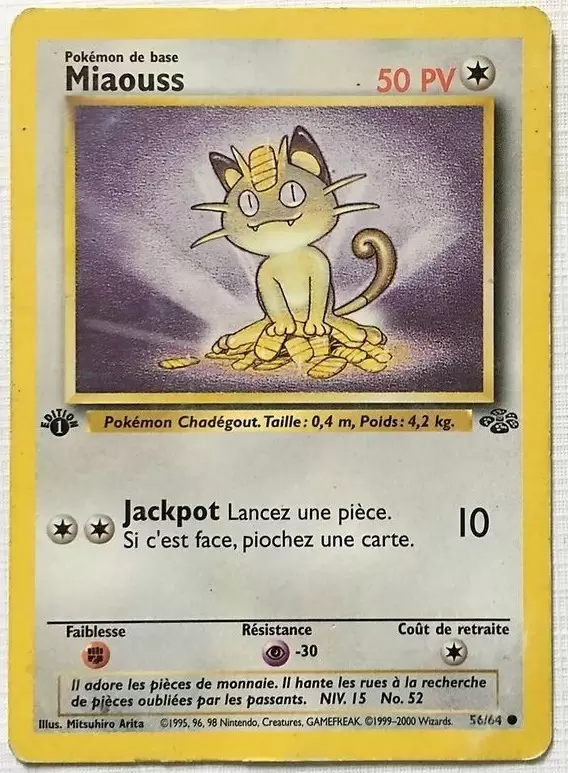 Pokémon de base
Miaouss
50 PV
EDITION
1
Pokémon Chadégout. Taille: 0,4 m, Poids: 4,2 kg.
Jackpot Lancez une pièce.
Si c'est face, piochez une carte.
10
Faiblesse Résistance Coût de retraite
-30
Il adore les pièces de monnaie. Il hante les rues à la recherche
de pièces oubliées par les passants. NIV. 15 No. 52
Illus. Mitsuhiro Arita ©1995, 96, 98 Nintendo, Creatures, GAMEFREAK. ©1999-2000 Wizards. 56/64